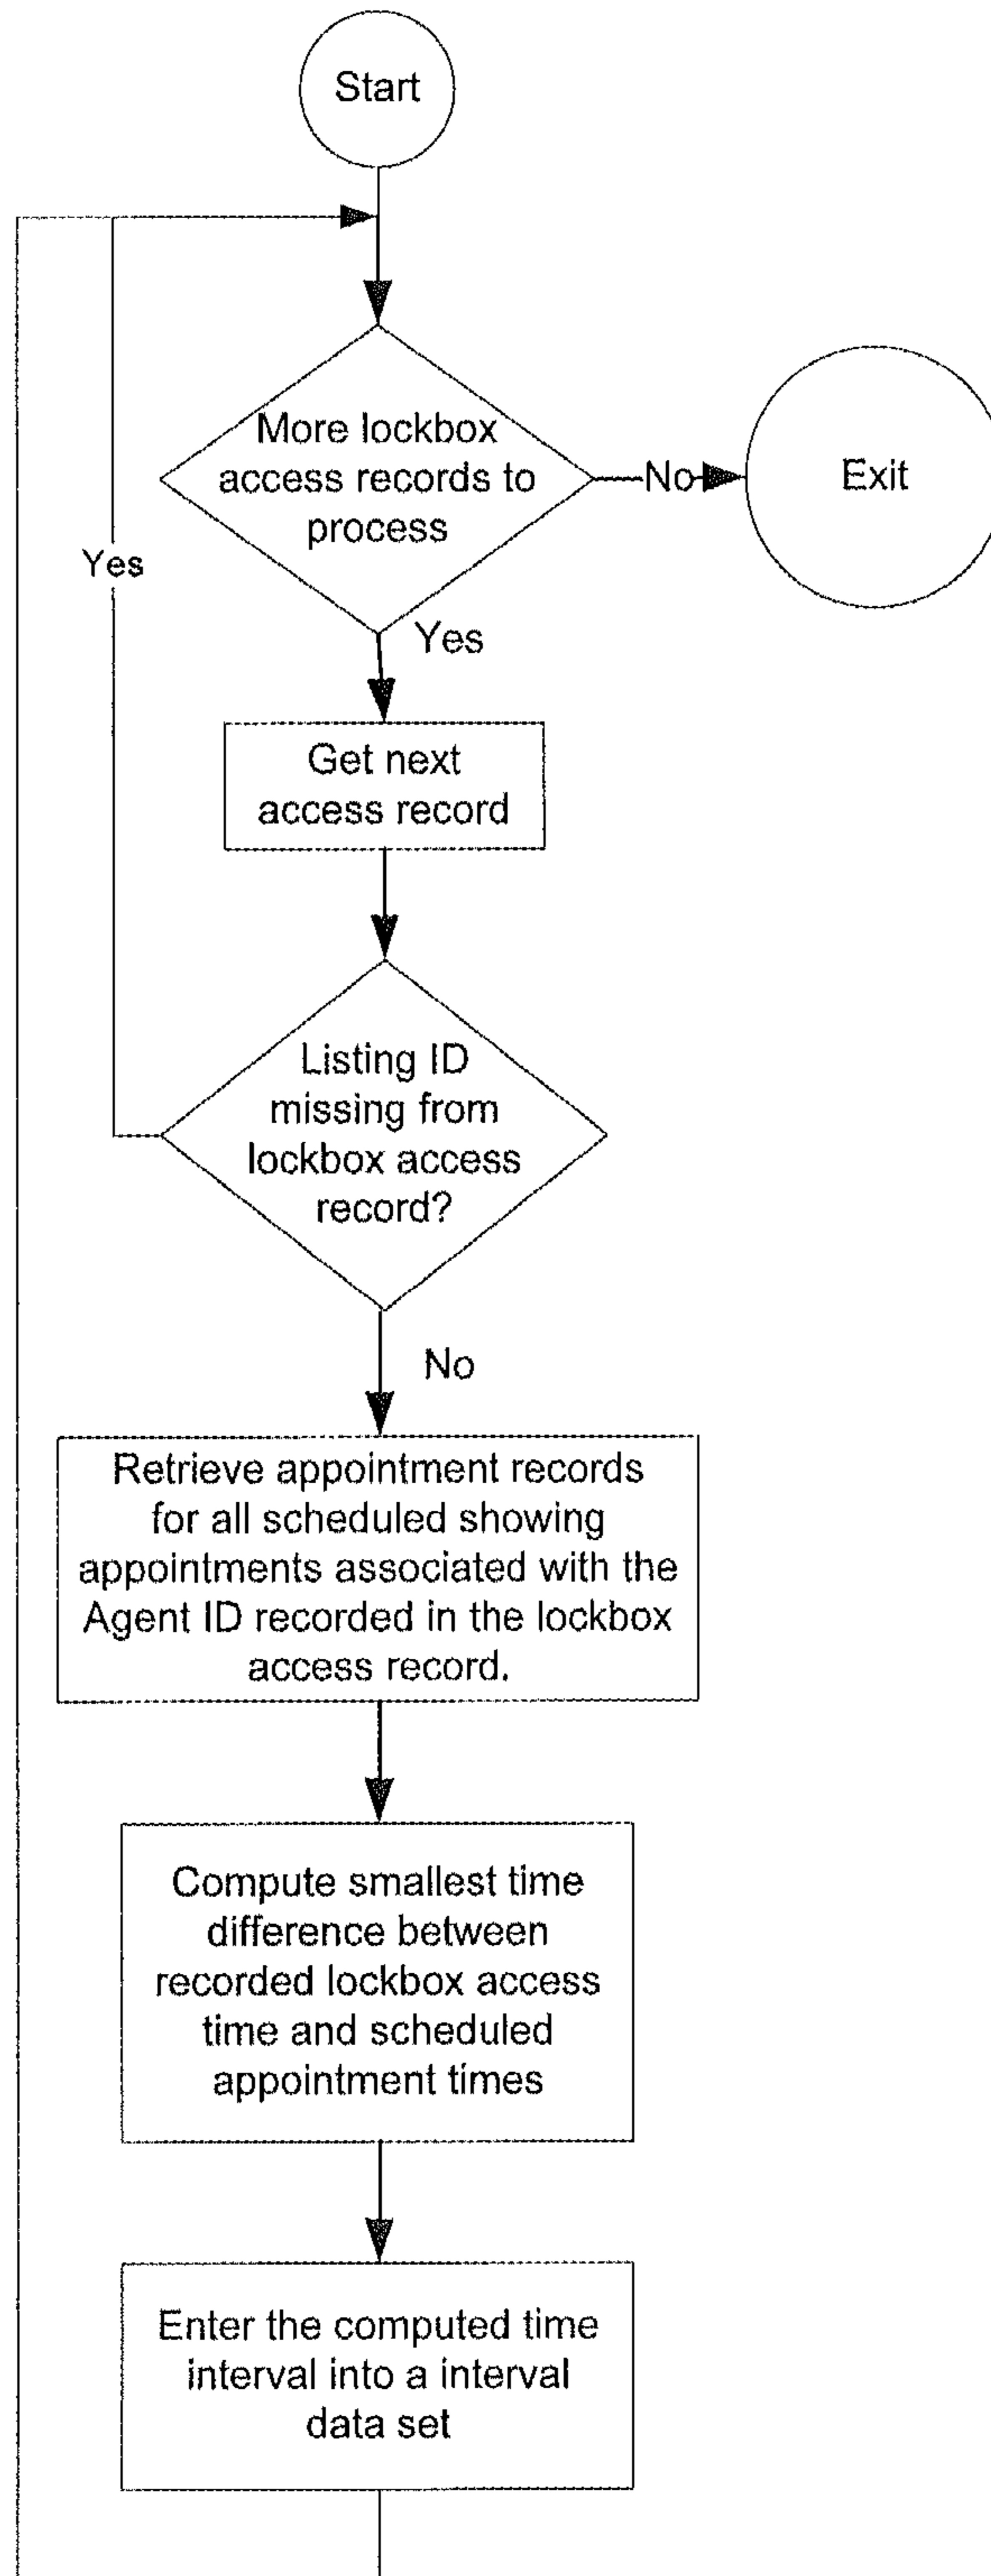 Start
More lockbox
access records to
process
No
Exit
Yes
Yes
Get next
access record
Listing ID
missing from
lockbox access
record?
No
Retrieve appointment records
for all scheduled showing
appointments associated with the
Agent ID recorded in the lockbox
access record.
Compute smallest time
difference between
recorded lockbox access
time and scheduled
appointment times
Enter the computed time
interval into a interval
data set